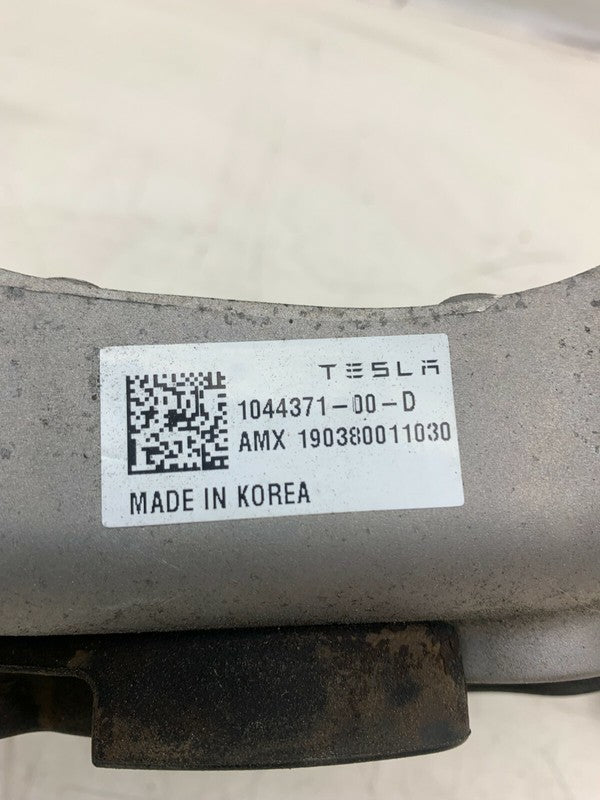 TESLA
1044371-00-D
AMX 190380011030
MADE IN KOREA